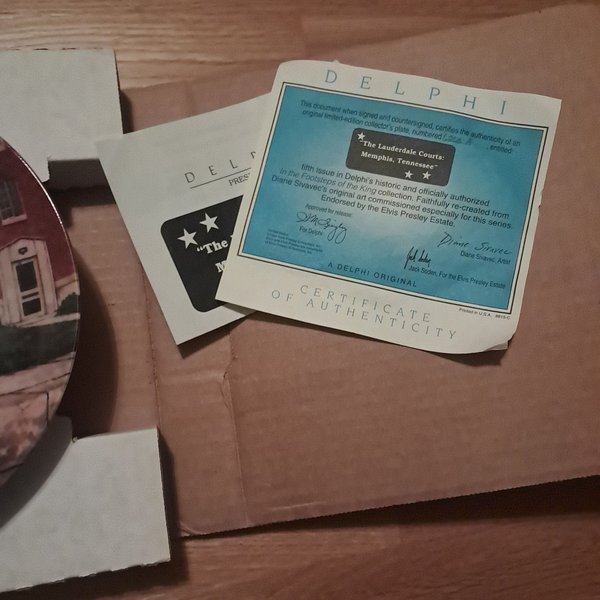 DELPHI
This document when signed and countersigned, certifies the authenticity of an
original limited-edition collector's plate, numbered
, entitled:
"The Lauderdale Courts:
Memphis, Tennessee"
fifth issue in Delphi's historic and officially authorized
In the Footsteps of the King collection. Faithfully re-created from
Diane Sivavec's original art commissioned especially for this series.
Endorsed by the Elvis Presley Estate.
Approved for release:
For Delphi
Diane Sivavec
Diane Sivavec, Artist
Jack Soden, For the Elvis Presley Estate
A DELPHI ORIGINAL
Printed in U.S.A.
CERTIFICATE
OF AUTHENTICITY
DELP
PRES
"The
M